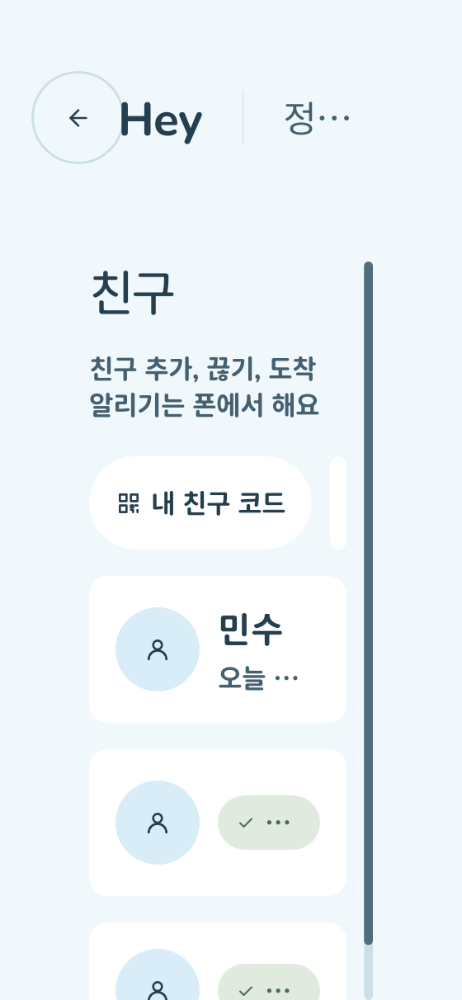 Hey
정…
친구
친구 추가, 끊기, 도착
알리기는 폰에서 해요
내 친구 코드
민수
오늘 …
…
…